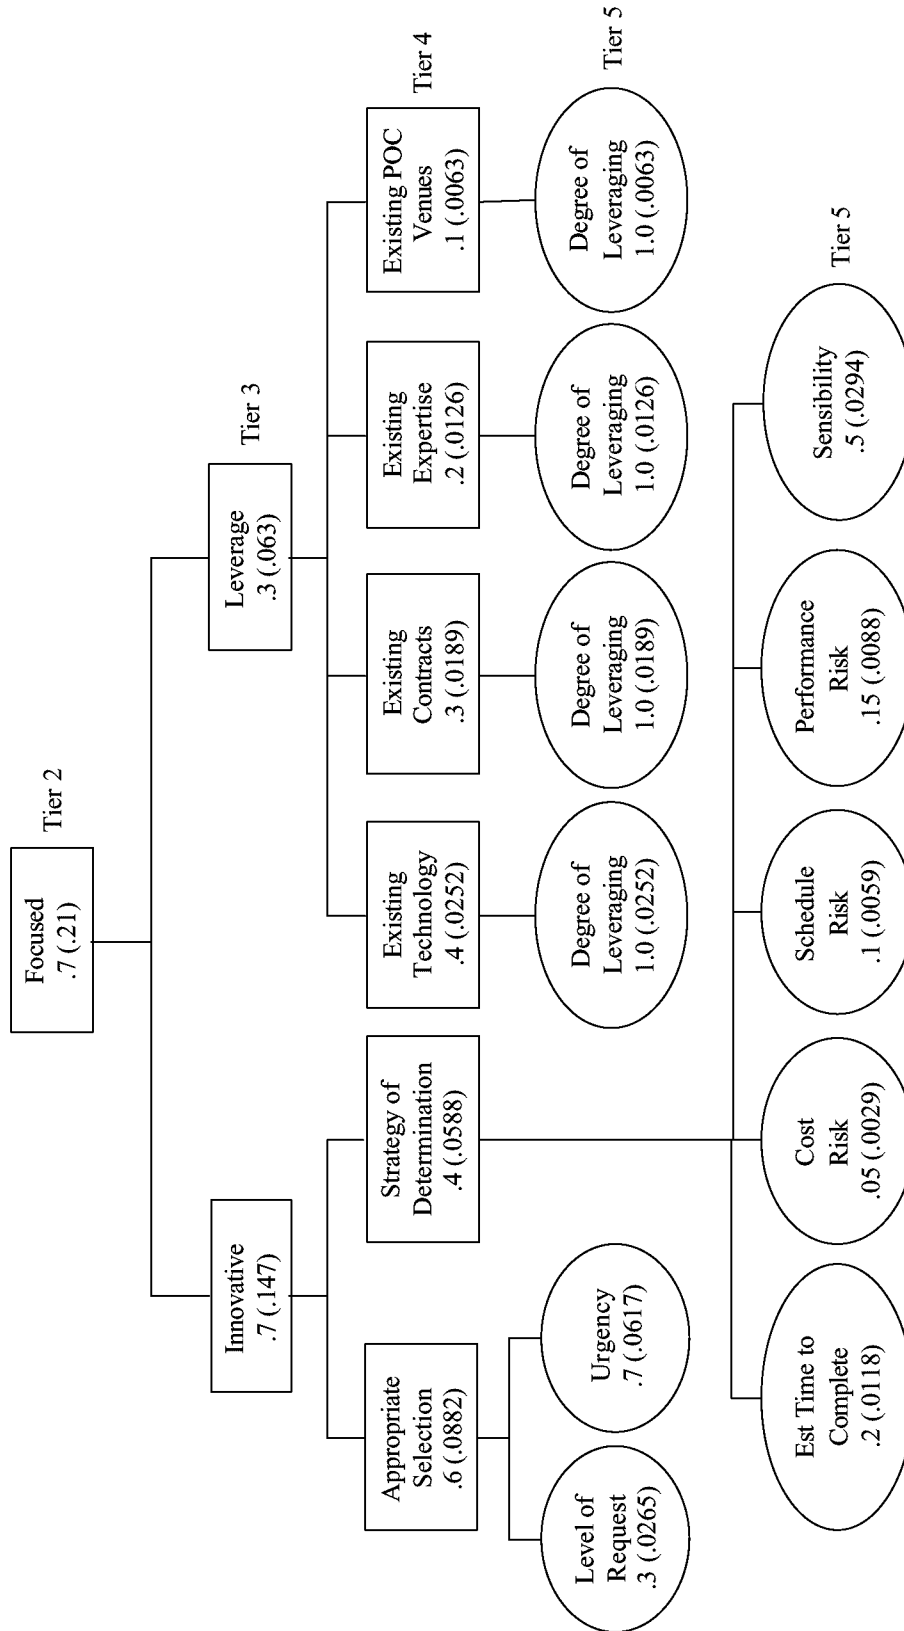 Focused
.7 (.21)
Tier 2
Innovative
.7 (.147)
Leverage
.3 (.063)
Tier 3
Appropriate
Selection
.6 (.0882)
Strategy of
Determination
.4 (.0588)
Existing
Technology
.4 (.0252)
Existing
Contracts
.3 (.0189)
Existing
Expertise
.2 (.0126)
Existing POC
Venues
.1 (.0063)
Tier 4
Level of
Request
.3 (.0265)
Urgency
.7 (.0617)
Degree of
Leveraging
1.0 (.0252)
Degree of
Leveraging
1.0 (.0189)
Degree of
Leveraging
1.0 (.0126)
Degree of
Leveraging
1.0 (.0063)
Tier 5
Est Time to
Complete
.2 (.0118)
Cost
Risk
.05 (.0029)
Schedule
Risk
.1 (.0059)
Performance
Risk
.15 (.0088)
Sensibility
.5 (.0294)
Tier 5